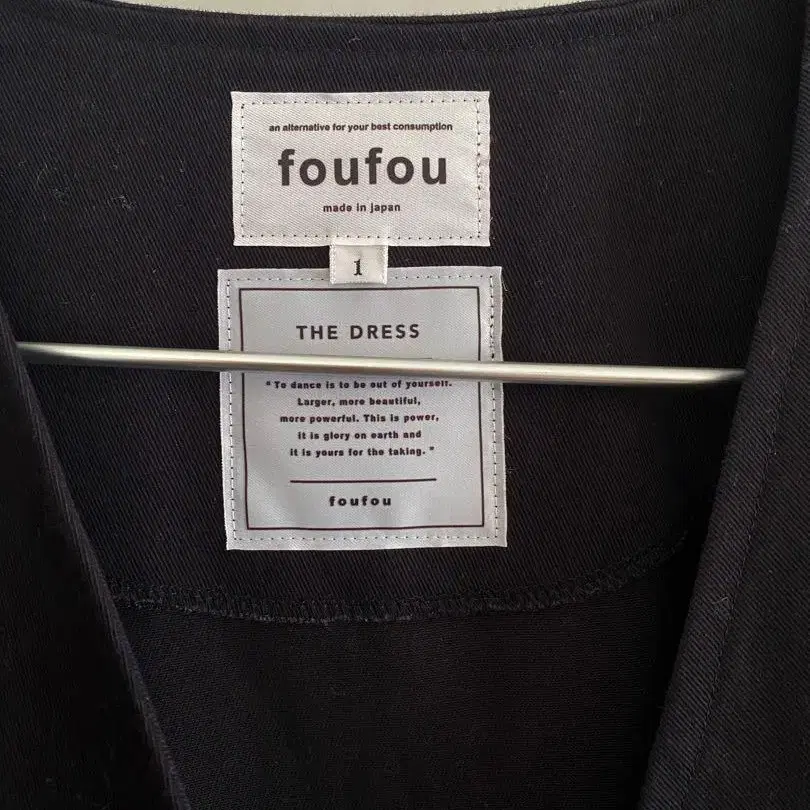 an alternative for your best consumption
foufou
made in japan
1
THE DRESS
“ To dance is to be out of yourself.
Larger, more beautiful,
more powerful. This is power,
it is glory on earth and
it is yours for the taking. ”
foufou